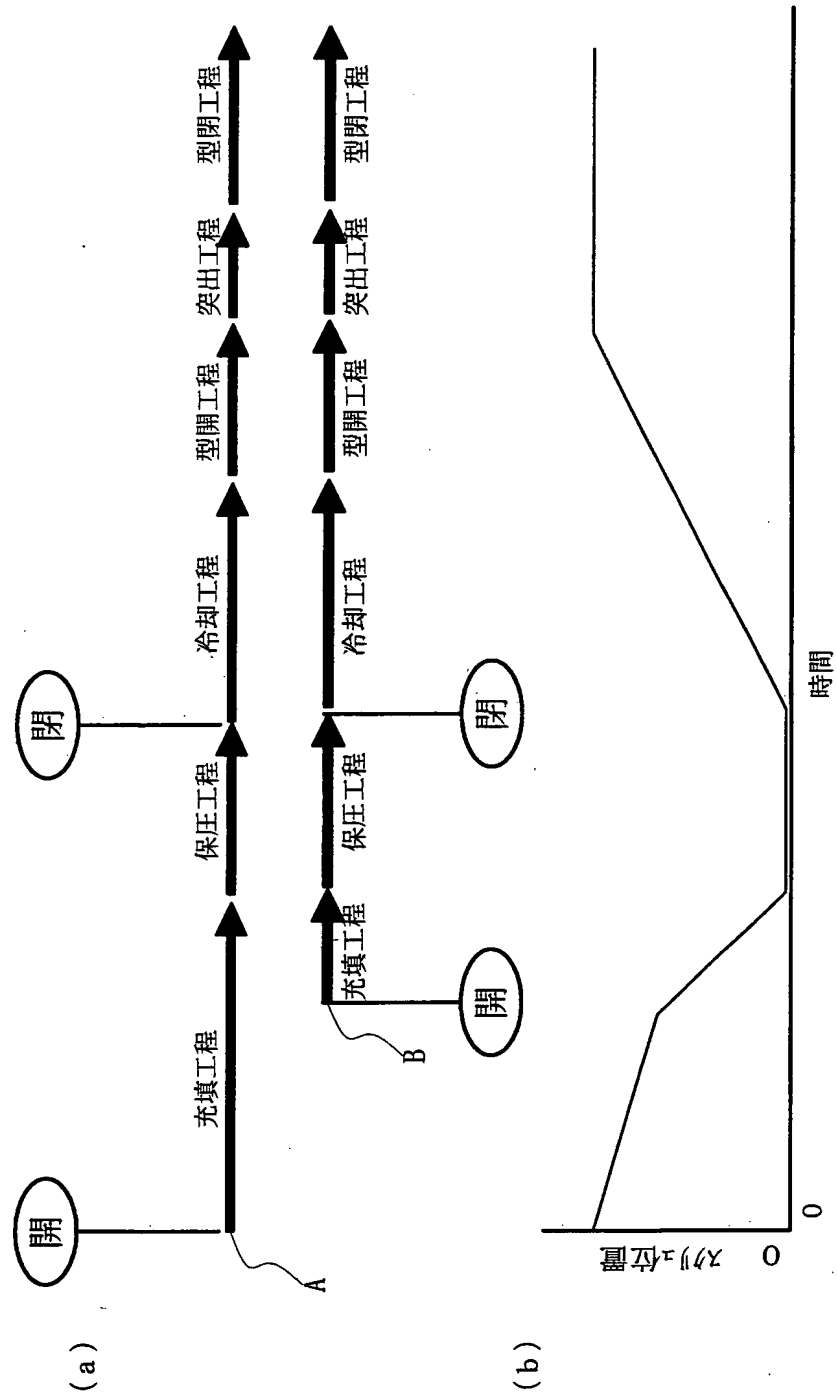 (a)
開
閉
充填工程
保圧工程
冷却工程
型開工程
突出工程
型閉工程
A
充填工程
保圧工程
冷却工程
型開工程
突出工程
型閉工程
B
開
閉
(b)
スクリュ位置
0
0
時間